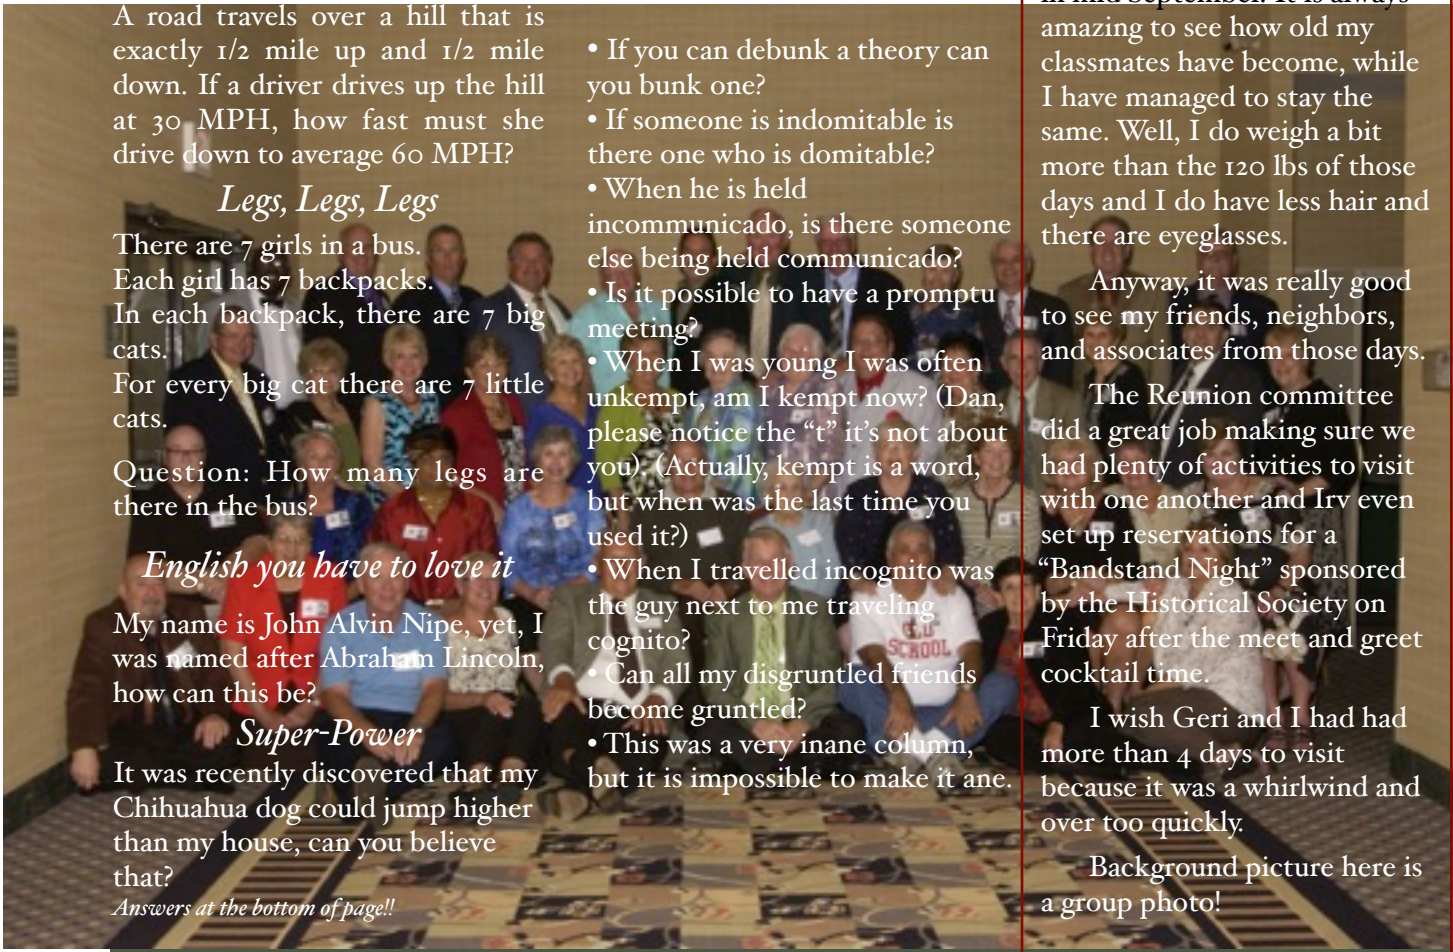 A road travels over a hill that is
exactly 1/2 mile up and 1/2 mile
down. If a driver drives up the hill
at 30 MPH, how fast must she
drive down to average 60 MPH?
Legs, Legs, Legs
There are 7 girls in a bus.
Each girl has 7 backpacks.
In each backpack, there are 7 big
cats.
For every big cat there are 7 little
cats.
Question: How many legs are
there in the bus?
English you have to love it
My name is John Alvin Nipe, yet, I
was named after Abraham Lincoln,
how can this be?
Super-Power
It was recently discovered that my
Chihuahua dog could jump higher
than my house, can you believe
that?
Answers at the bottom of page!!
• If you can debunk a theory can
you bunk one?
• If someone is indomitable is
there one who is domitable?
• When he is held
incommunicado, is there someone
else being held communicado?
• Is it possible to have a promptu
meeting?
• When I was young I was often
unkempt, am I kempt now? (Dan,
please notice the “t” it’s not about
you). (Actually, kempt is a word,
but when was the last time you
used it?)
• When I travelled incognito was
the guy next to me traveling
cognito?
• Can all my disgruntled friends
become gruntled?
• This was a very inane column,
but it is impossible to make it ane.
in mid September. It is always
amazing to see how old my
classmates have become, while
I have managed to stay the
same. Well, I do weigh a bit
more than the 120 lbs of those
days and I do have less hair and
there are eyeglasses.
Anyway, it was really good
to see my friends, neighbors,
and associates from those days.
The Reunion committee
did a great job making sure we
had plenty of activities to visit
with one another and Irv even
set up reservations for a
“Bandstand Night” sponsored
by the Historical Society on
Friday after the meet and greet
cocktail time.
I wish Geri and I had had
more than 4 days to visit
because it was a whirlwind and
over too quickly.
Background picture here is
a group photo!
SCHOOL